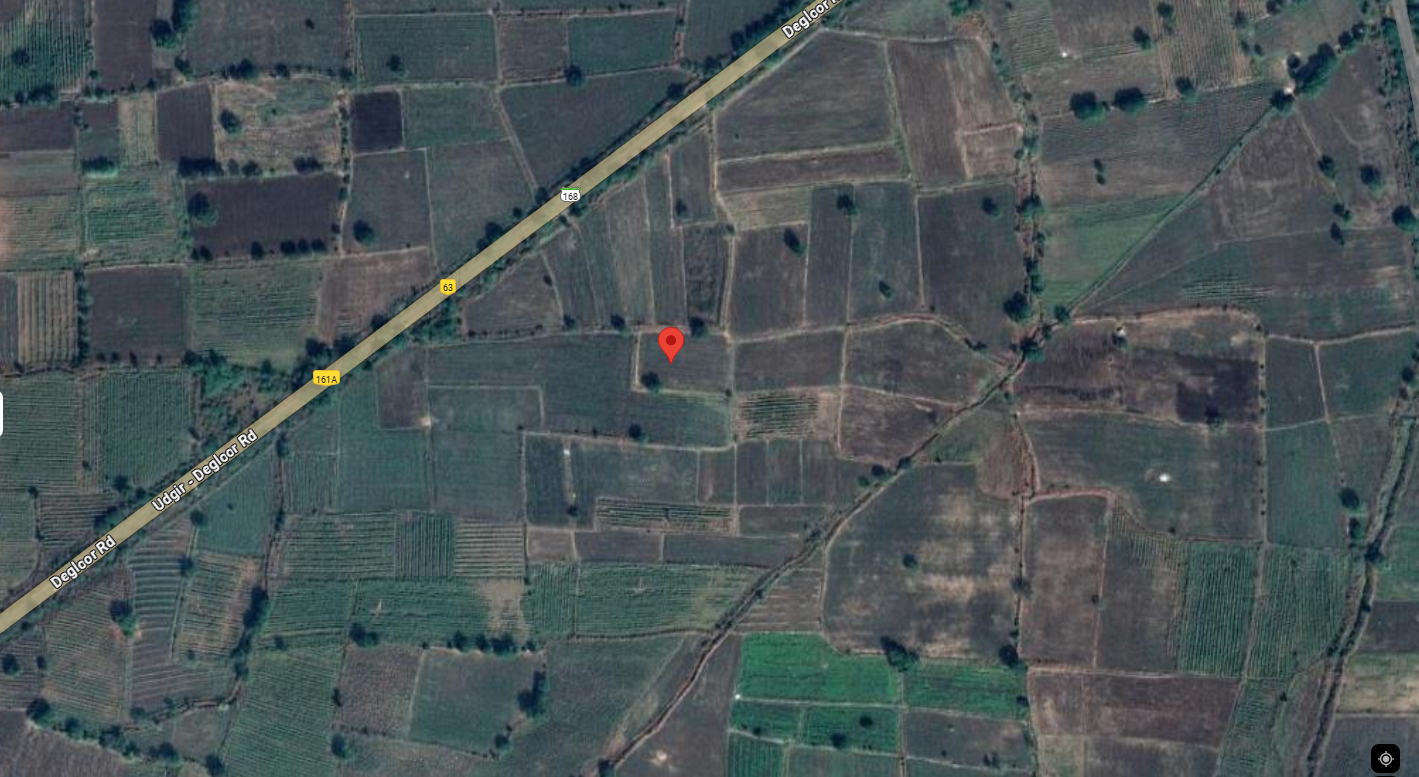 Degloor R
168
63
161A
Udgir - Degloor Rd
Degloor Rd